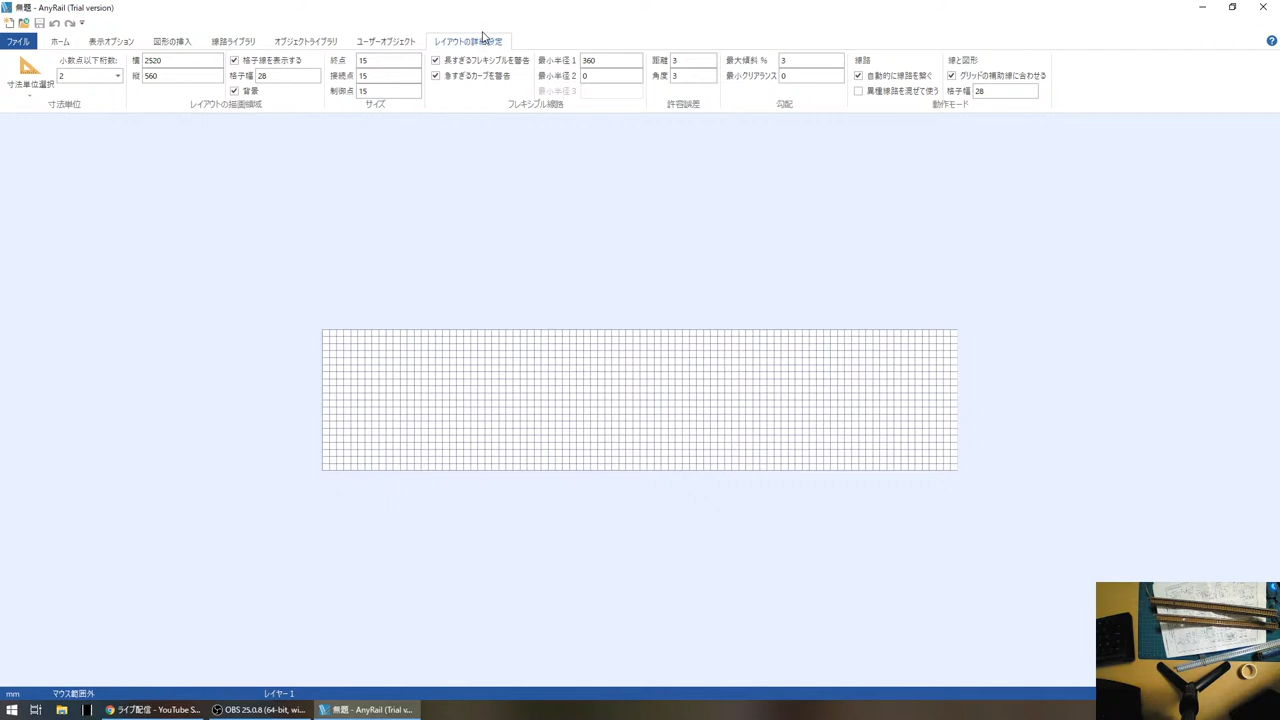 無題 - AnyRail (Trial version)
ファイル ホーム 表示オプション 図形の挿入 線路ライブラリ オブジェクトライブラリ ユーザーオブジェクト レイアウトの詳細設定
小数点以下桁数: 横 2520 格子線を表示する 終点 15 長すぎるフレキシブルを警告 最小半径 1 360 距離 3 最大傾斜 % 3 線路 線と図形
寸法単位選択 2 縦 560 格子幅 28 接続点 15 急すぎるカーブを警告 最小半径 2 0 角度 3 最小クリアランス 0 自動的に線路を繋ぐ グリッドの補助線に合わせる
背景 制御点 15 最小半径 3 異種線路を混ぜて使う 格子幅 28
寸法単位 レイアウトの描画領域 サイズ フレキシブル線路 許容誤差 勾配 動作モード
mm マウス範囲外 レイヤー 1
ライブ配信 - YouTube S... OBS 25.0.8 (64-bit, wi... 無題 - AnyRail (Trial v...